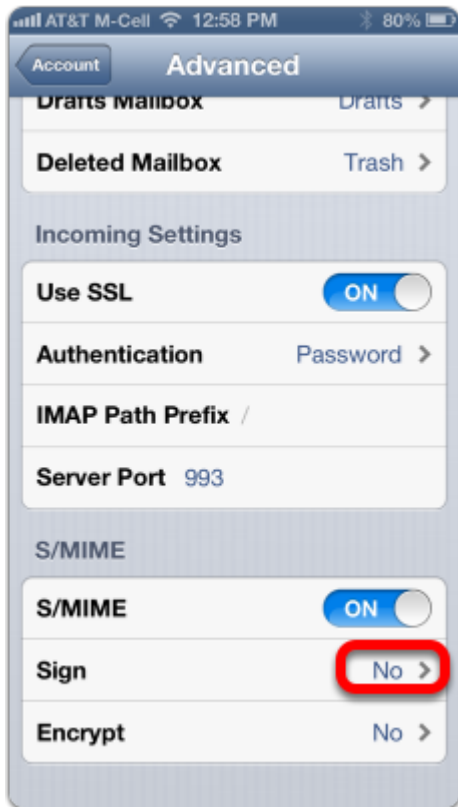 AT&T M-Cell 12:58 PM 80%
Account Advanced
Drafts Mailbox Drafts
Deleted Mailbox Trash
Incoming Settings
Use SSL ON
Authentication Password
IMAP Path Prefix /
Server Port 993
S/MIME
S/MIME ON
Sign No
Encrypt No